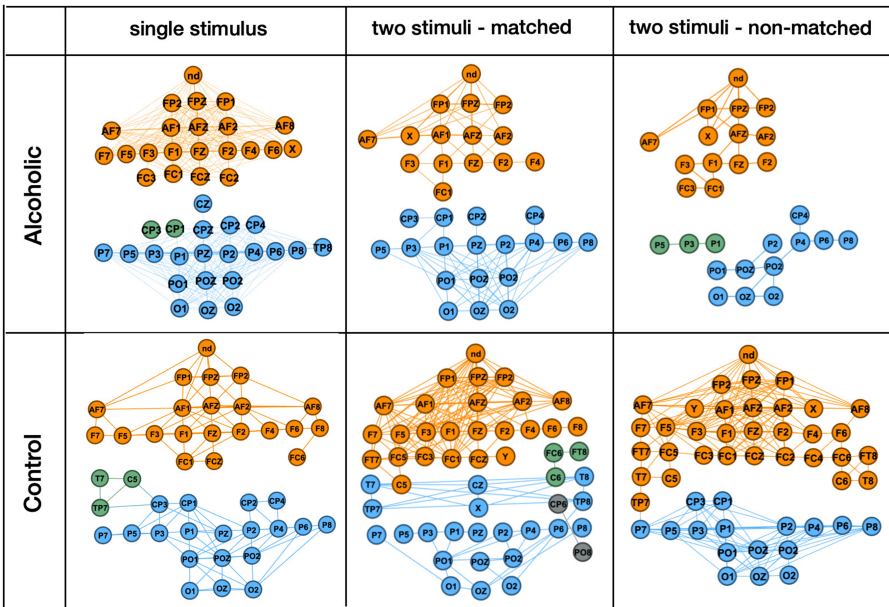 single stimulus
two stimuli - matched
two stimuli - non-matched
Alcoholic
nd
FP2 FPZ FP1
AF7 AF1 AFZ AF2 AF8
F7 F5 F3 F1 FZ F2 F4 F6 X
FC3 FC1 FCZ FC2
CZ
CP3 CP1 CPZ CP2 CP4
P7 P5 P3 P1 PZ P2 P4 P6 P8 TP8
PO1 POZ PO2
O1 OZ O2
nd
FP1 FPZ FP2
AF7 X AF1 AFZ AF2
F3 F1 FZ F2 F4
FC1
CP3 CP1 CPZ CP4
P5 P3 P1 PZ P2 P4 P6 P8
PO1 POZ PO2
O1 OZ O2
nd
FP1 FPZ FP2
AF7 X AFZ AF2
F3 F1 FZ F2
FC3 FC1
CP4
P5 P3 P1 P2 P4 P6 P8
PO1 POZ PO2
O1 OZ O2
Control
nd
FP1 FPZ FP2
AF7 AF1 AFZ AF2 AF8
F7 F5 F3 F1 FZ F2 F4 F6 F8
FC1 FCZ FC6
T7 C5
TP7 CP3 CP1 CP2 CP4
P7 P5 P3 P1 PZ P2 P4 P6 P8
PO1 POZ PO2
O1 OZ O2
nd
FP1 FPZ FP2
AF7 AF1 AFZ AF2 AF8
F7 F5 F3 F1 FZ F2 F4 F6 F8
FT7 FC5 FC3 FC1 FCZ Y FC6 FT8
T7 C5 CZ C6 T8
TP7 X CP6 TP8
P7 P5 P3 P1 PZ P2 P4 P6 P8
PO1 POZ PO2 PO8
O1 OZ O2
nd
FP2 FPZ FP1
AF7 Y AF1 AFZ AF2 X AF8
F7 F5 F3 F1 FZ F2 F4 F6
FT7 FC5 FC3 FC1 FCZ FC2 FC4 FC6 FT8
T7 C5 C6 T8
TP7 CP3 CP1
P7 P5 P3 P1 P2 P4 P6 P8
PO1 POZ PO2
O1 OZ O2